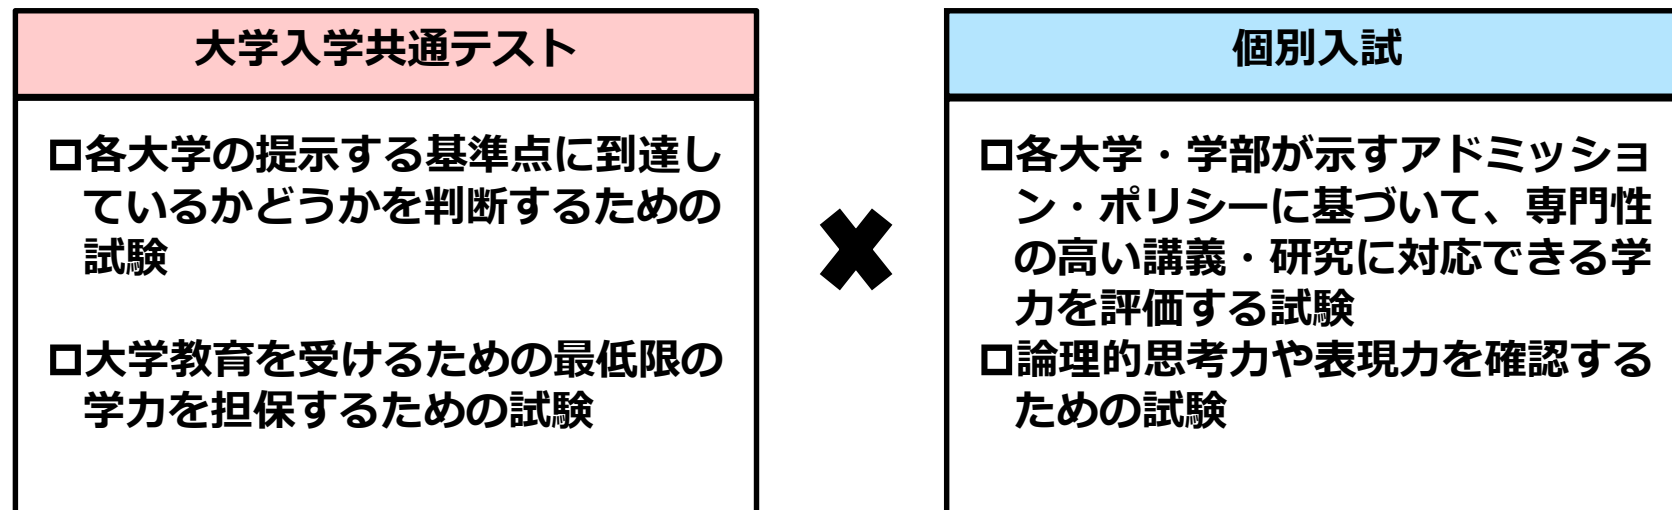 大学入学共通テスト
□各大学の提示する基準点に到達し
ているかどうかを判断するための
試験
□大学教育を受けるための最低限の
学力を担保するための試験
✖
個別入試
□各大学・学部が示すアドミッショ
ン・ポリシーに基づいて、専門性
の高い講義・研究に対応できる学
力を評価する試験
□論理的思考力や表現力を確認する
ための試験